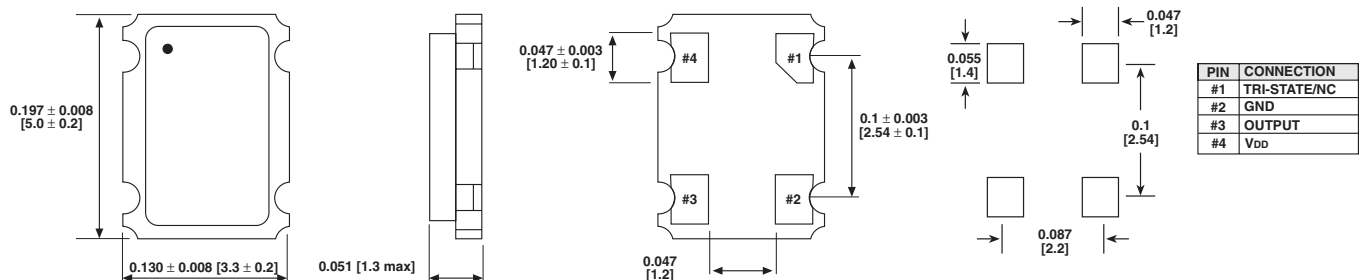 0.197 ± 0.008
[5.0 ± 0.2]
0.130 ± 0.008 [3.3 ± 0.2]
0.051 [1.3 max]
0.047 ± 0.003
[1.20 ± 0.1]
#4
#1
#3
#2
0.1 ± 0.003
[2.54 ± 0.1]
0.047
[1.2]
0.047
[1.2]
0.055
[1.4]
0.1
[2.54]
0.087
[2.2]
PIN CONNECTION
#1 TRI-STATE/NC
#2 GND
#3 OUTPUT
#4 VDD